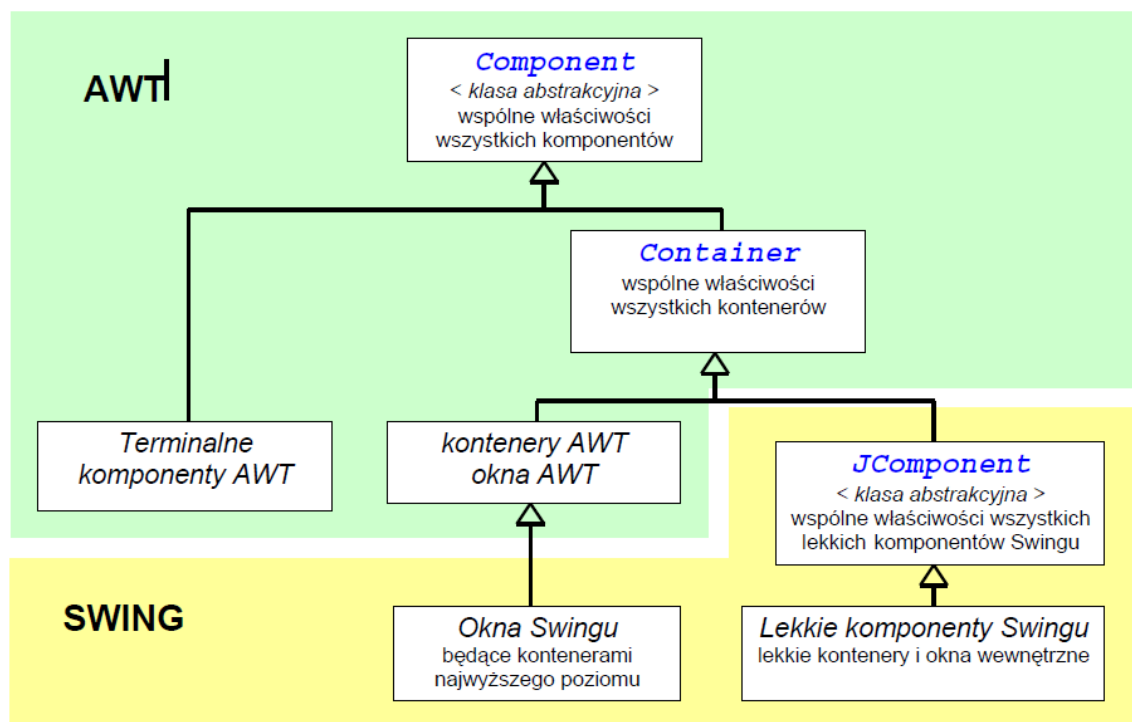 AWT
Component
< klasa abstrakcyjna >
wspólne właściwości
wszystkich komponentów
Container
wspólne właściwości
wszystkich kontenerów
Terminalne
komponenty AWT
kontenery AWT
okna AWT
JComponent
< klasa abstrakcyjna >
wspólne właściwości wszystkich
lekkich komponentów Swingu
SWING
Okna Swingu
będące kontenerami
najwyższego poziomu
Lekkie komponenty Swingu
lekkie kontenery i okna wewnętrzne